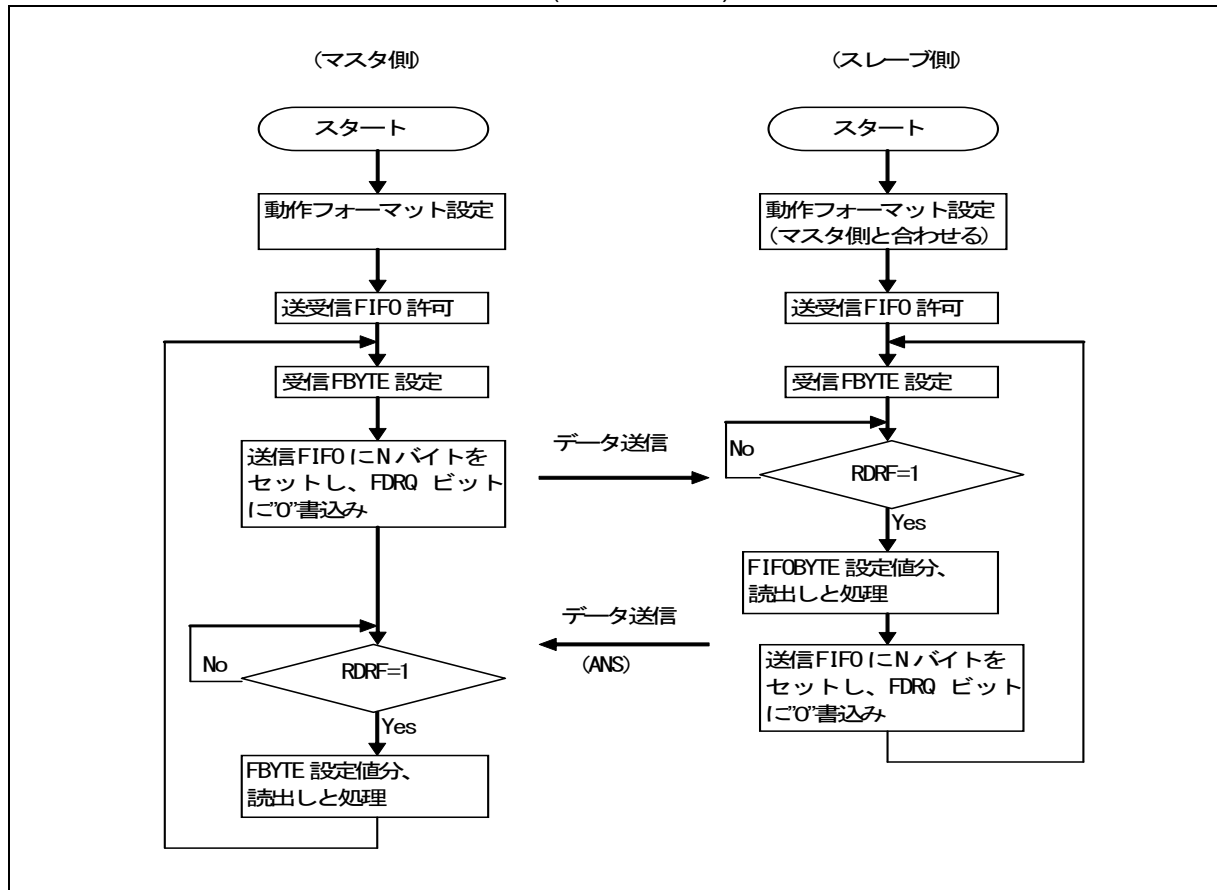 (マスタ側)
スタート
動作フォーマット設定
送受信FIFO 許可
受信FBYTE 設定
送信FIFO にN バイトを
セットし、FDRQ ビット
に"0"書込み
No
RDRF=1
Yes
FBYTE 設定値分、
読出しと処理
データ送信
データ送信
(ANS)
(スレーブ側)
スタート
動作フォーマット設定
(マスタ側と合わせる)
送受信FIFO 許可
受信FBYTE 設定
No
RDRF=1
Yes
FIFOBYTE 設定値分、
読出しと処理
送信FIFO にN バイトを
セットし、FDRQ ビット
に"0"書込み